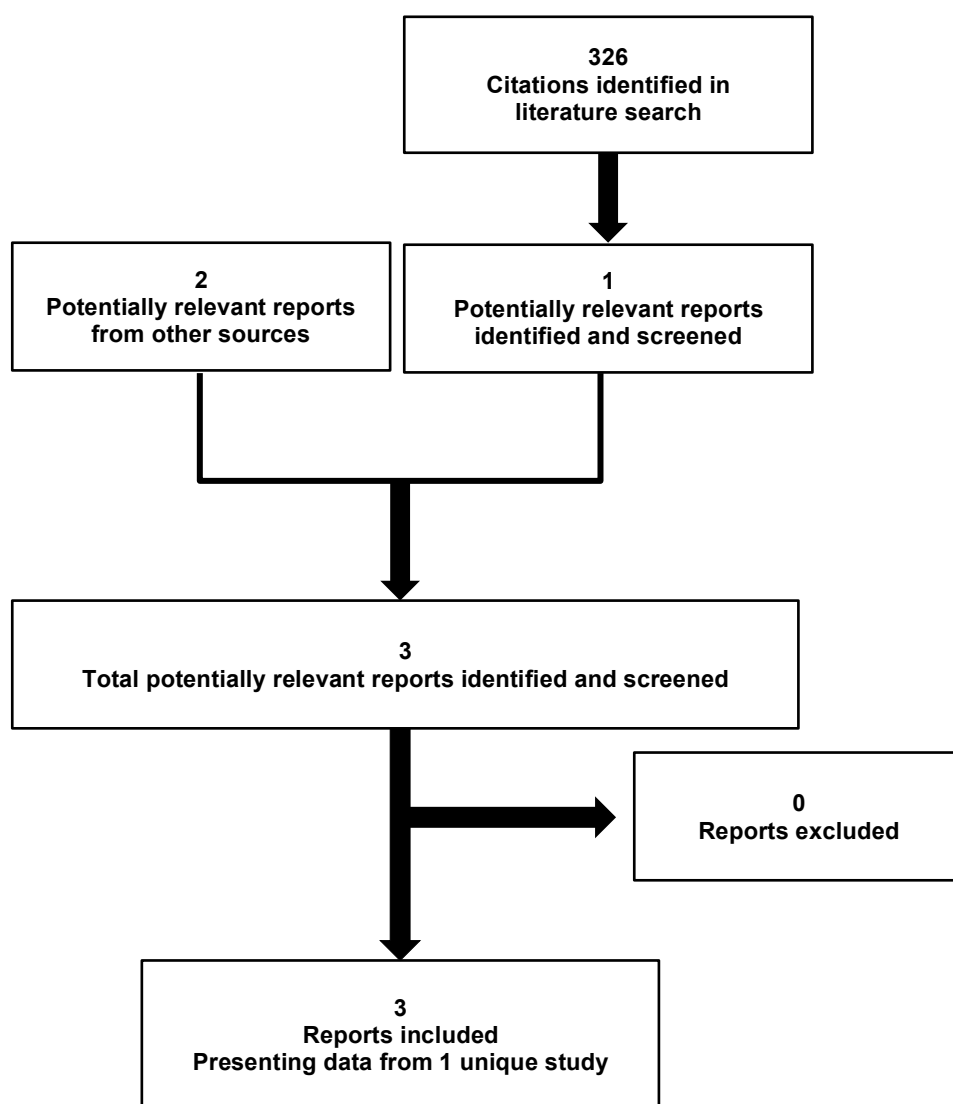 326
Citations identified in
literature search
2
Potentially relevant reports
from other sources
1
Potentially relevant reports
identified and screened
3
Total potentially relevant reports identified and screened
0
Reports excluded
3
Reports included
Presenting data from 1 unique study